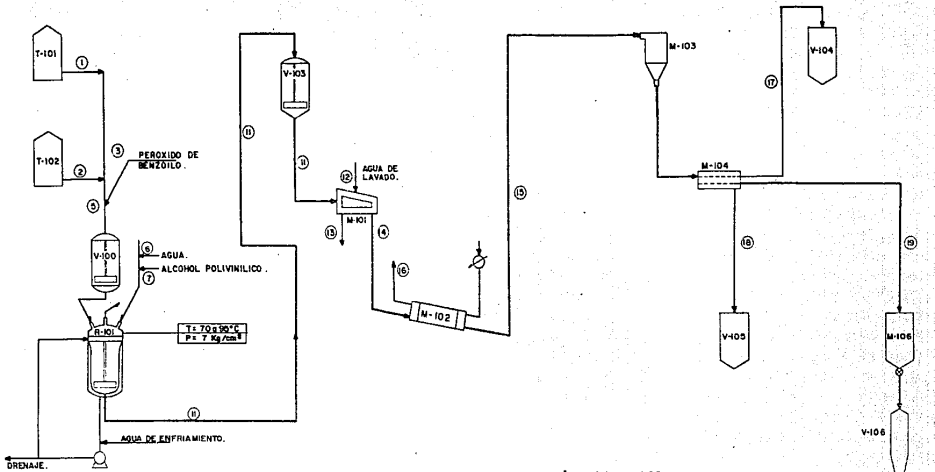 T-101
1
T-102
2
3
PEROXIDO DE
BENZOILO.
5
V-100
6
AGUA.
ALCOHOL POLIVINILICO.
7
R-101
T= 70 a 90°C
P= 7 Kg/cm²
11
AGUA DE ENFRIAMIENTO.
DRENAJE.
11
V-103
11
12
AGUA DE
LAVADO.
M-101
13
14
16
M-102
15
M-103
17
V-104
M-104
18
19
V-105
M-106
V-106